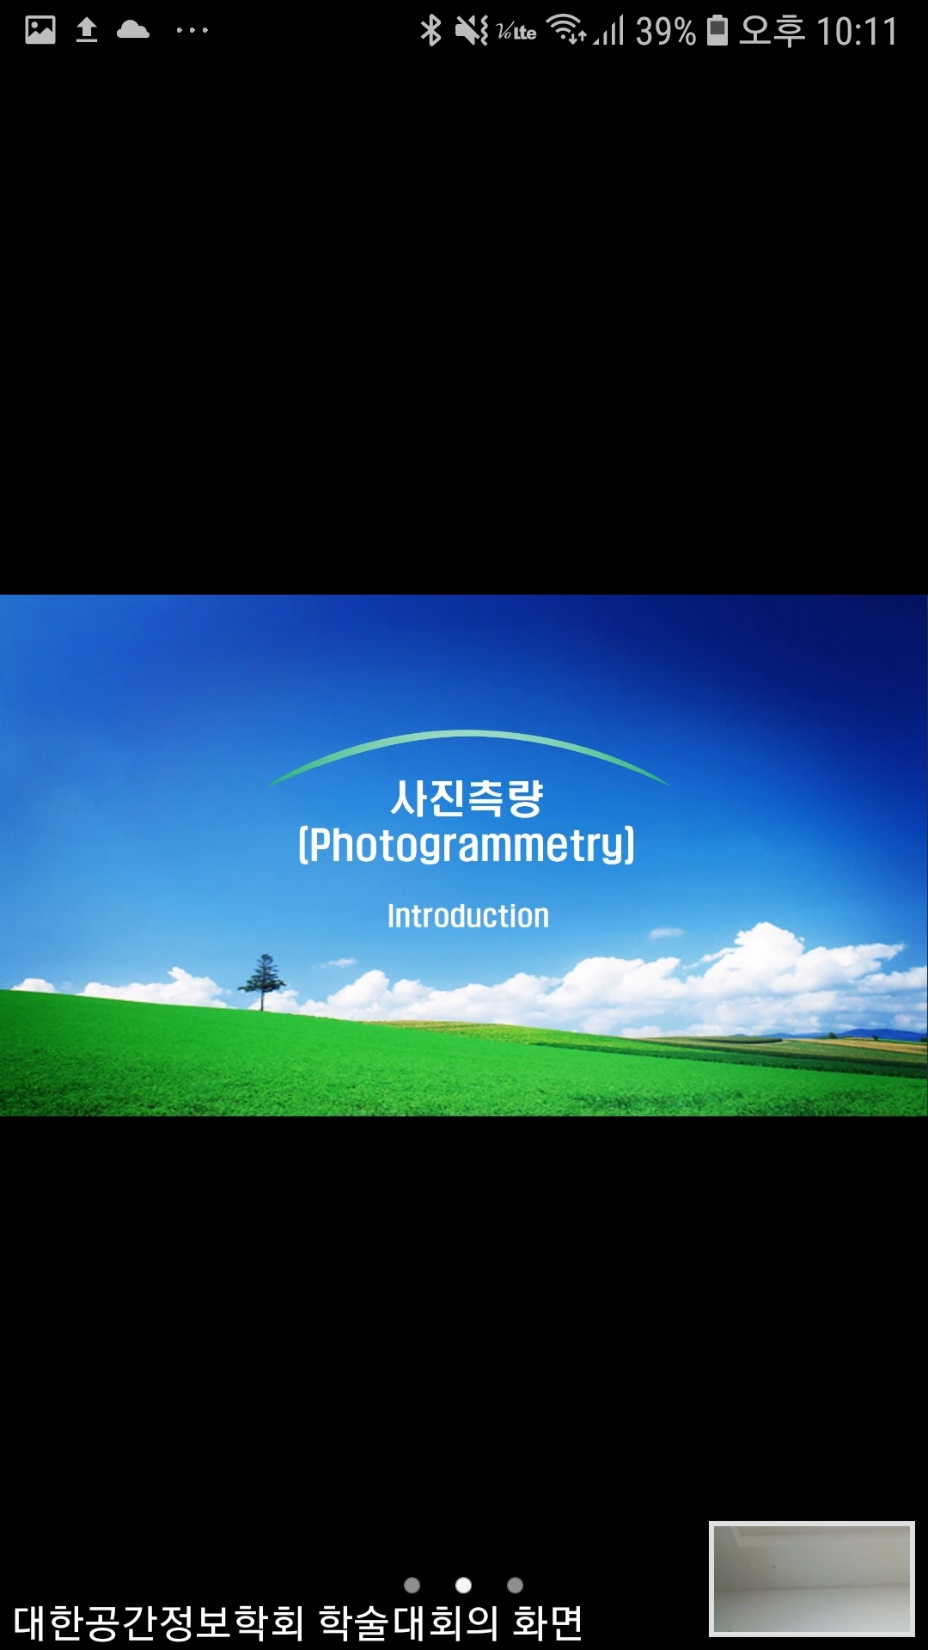 VoLTE 39% 오후 10:11
사진측량
(Photogrammetry)
Introduction
대한공간정보학회 학술대회의 화면